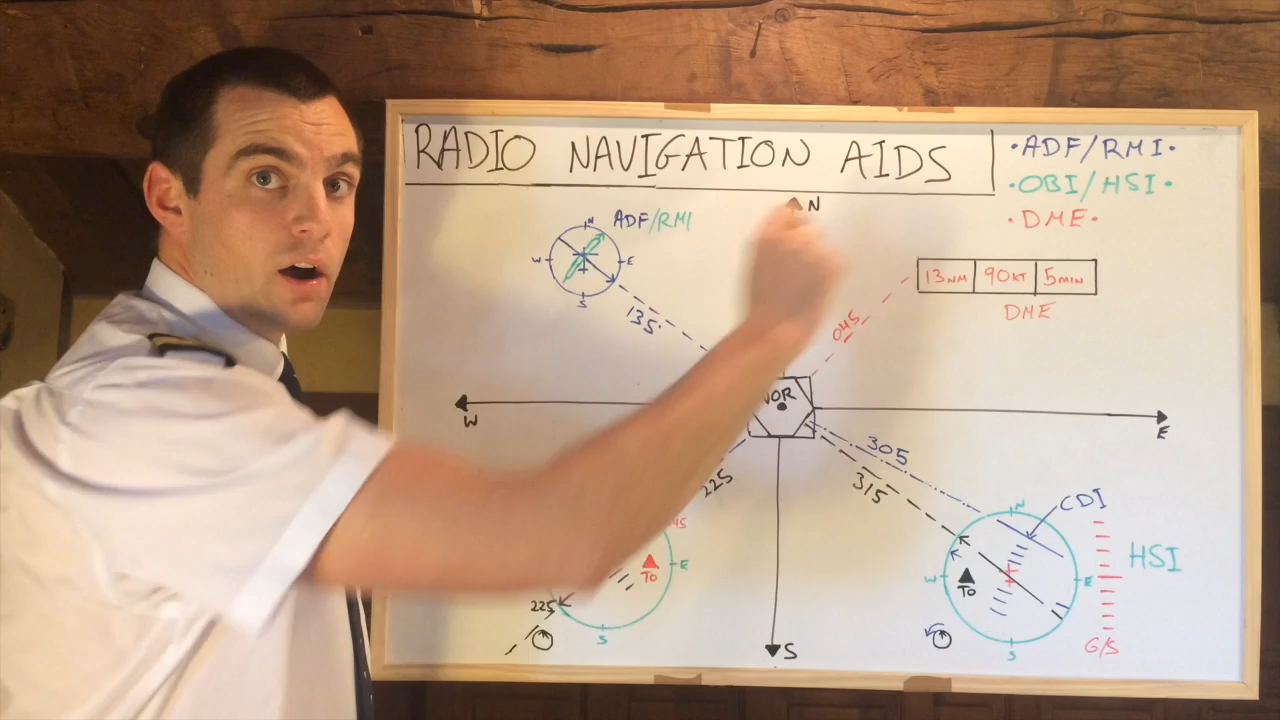 RADIO NAVIGATION AIDS
•ADF/RMI•
•OBI/HSI•
•DME•
N
N
ADF/RMI
W
E
S
135°
045
13NM 90KT 5MIN
DME
VOR
W
E
305
315
225
N
CDI
45
W
E
TO
HSI
E
TO
225
S
S
S
G/S